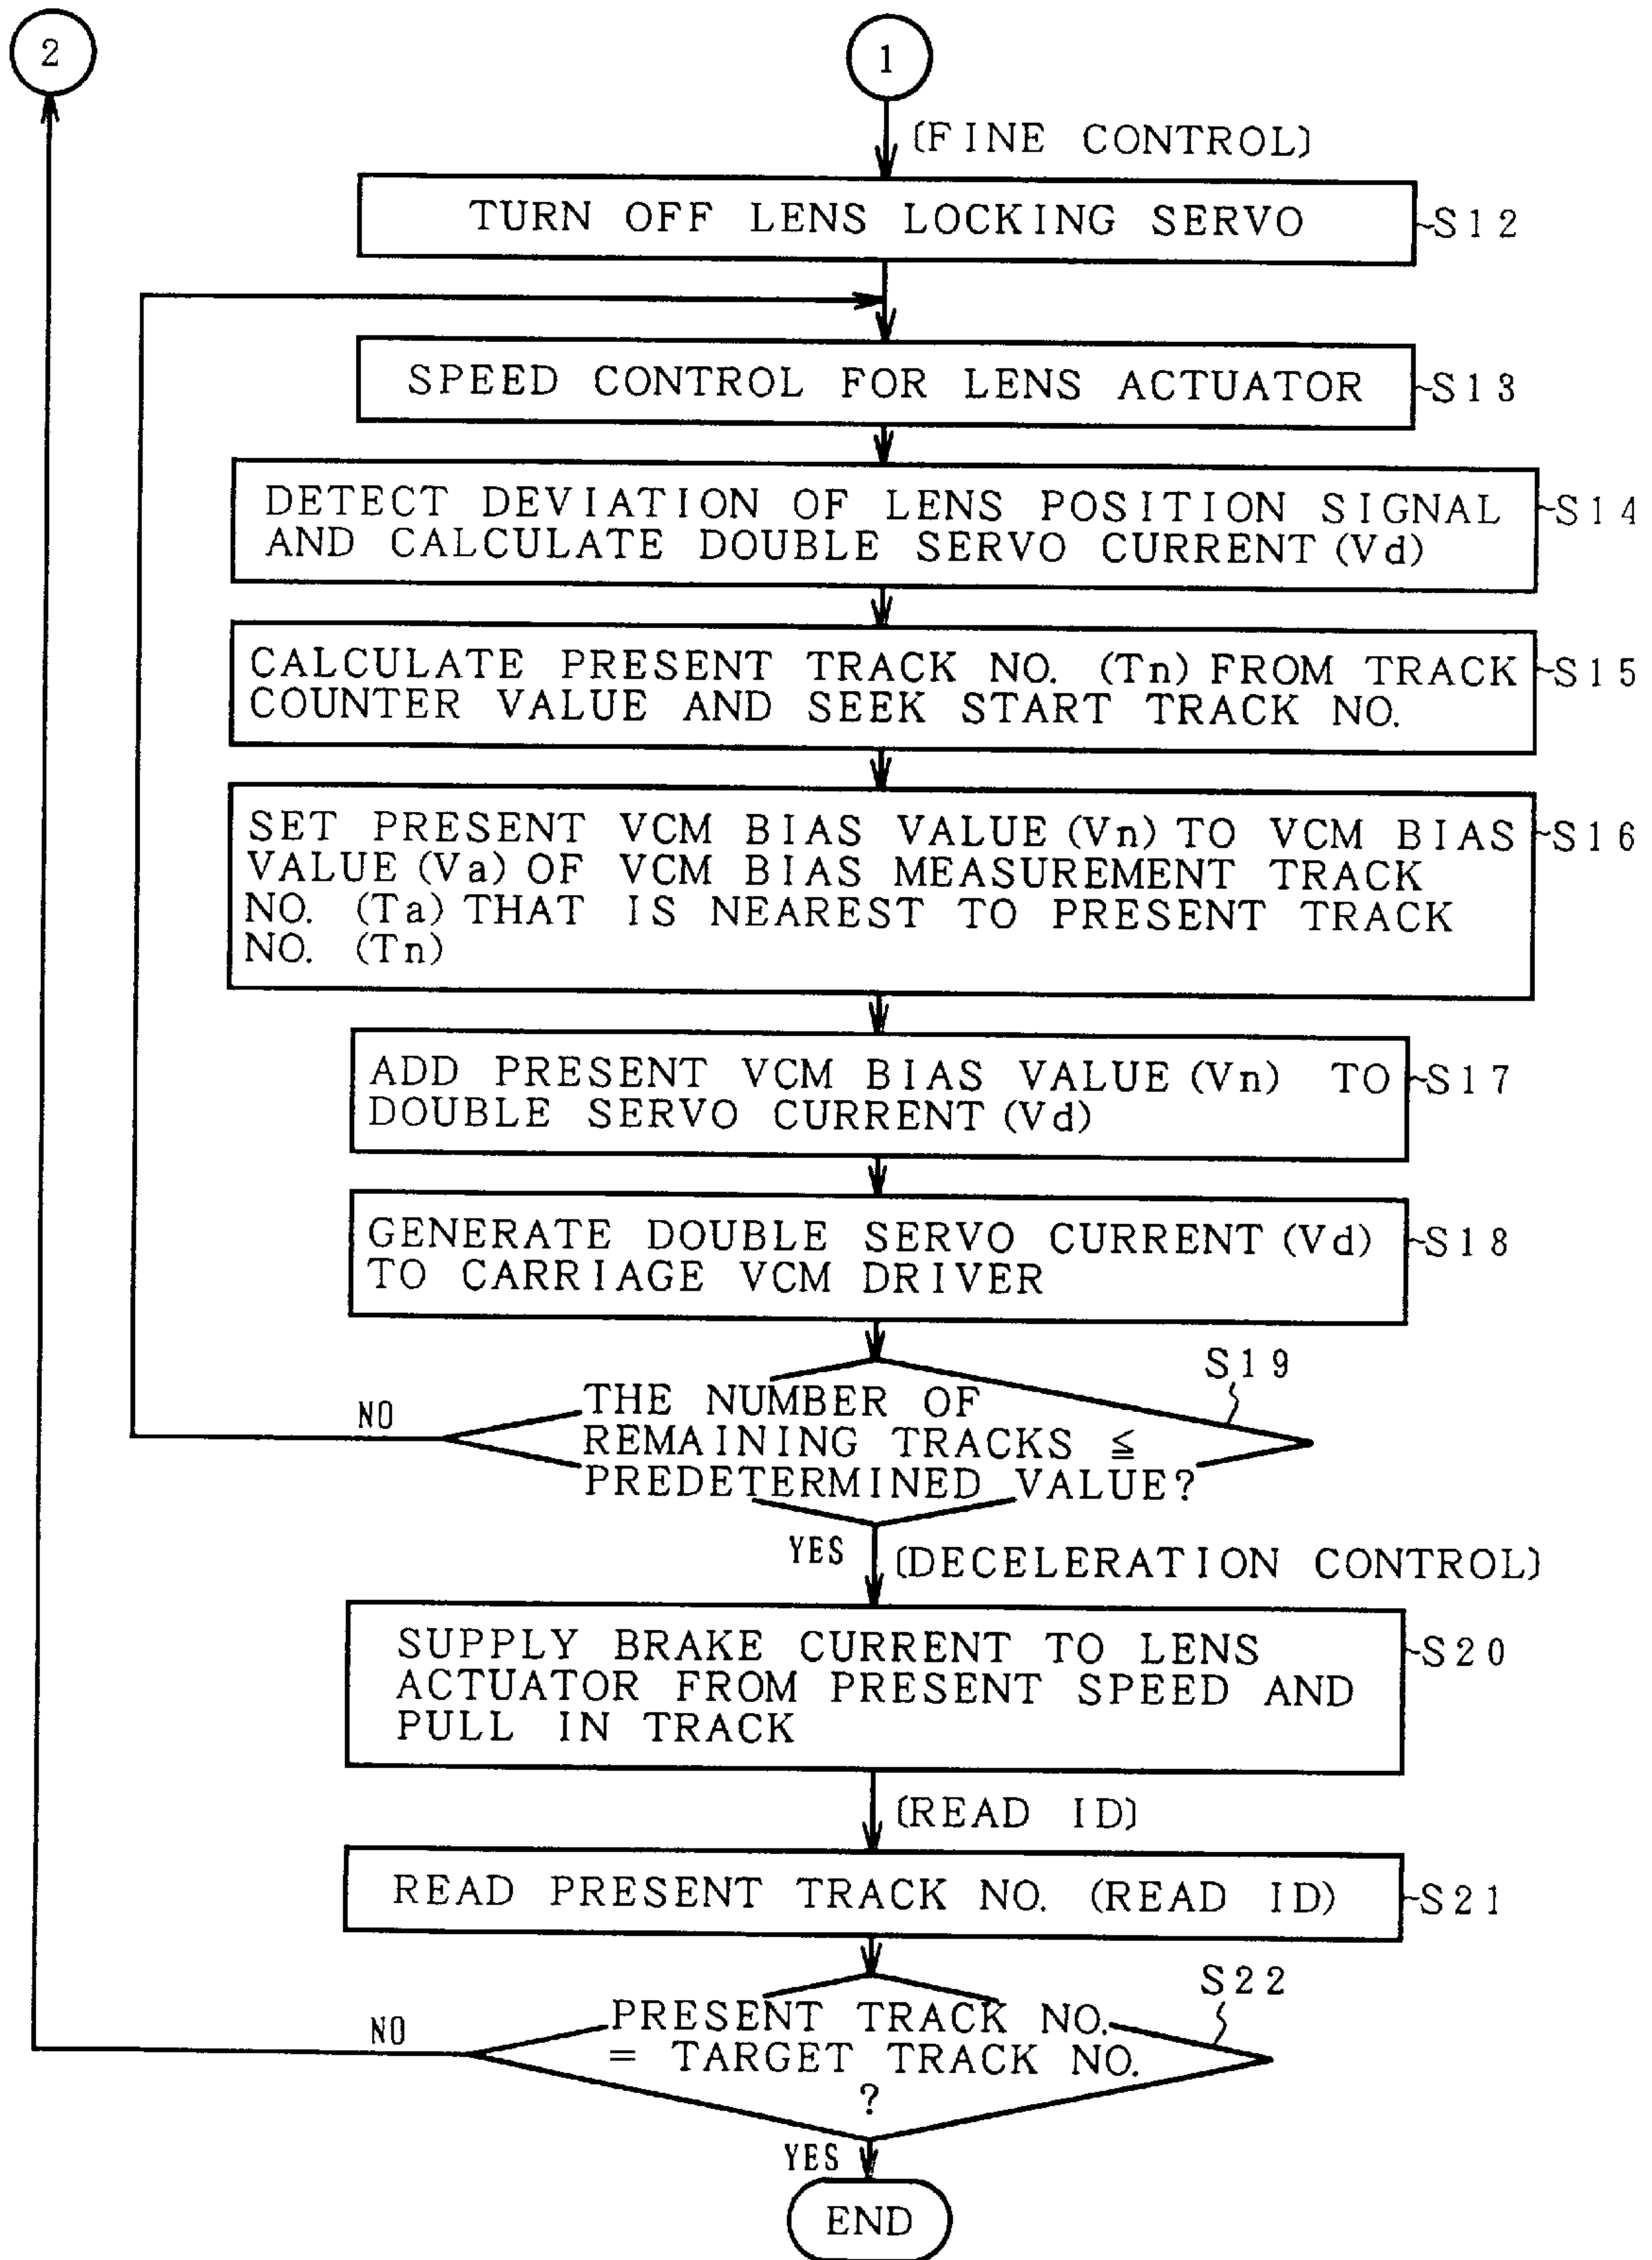 2
1
(FINE CONTROL)
TURN OFF LENS LOCKING SERVO
S12
SPEED CONTROL FOR LENS ACTUATOR
S13
DETECT DEVIATION OF LENS POSITION SIGNAL
AND CALCULATE DOUBLE SERVO CURRENT (Vd)
S14
CALCULATE PRESENT TRACK NO. (Tn) FROM TRACK
COUNTER VALUE AND SEEK START TRACK NO.
S15
SET PRESENT VCM BIAS VALUE (Vn) TO VCM BIAS
VALUE (Va) OF VCM BIAS MEASUREMENT TRACK
NO. (Ta) THAT IS NEAREST TO PRESENT TRACK
NO. (Tn)
S16
ADD PRESENT VCM BIAS VALUE (Vn) TO
DOUBLE SERVO CURRENT (Vd)
S17
GENERATE DOUBLE SERVO CURRENT (Vd)
TO CARRIAGE VCM DRIVER
S18
S19
THE NUMBER OF
REMAINING TRACKS ≦
PREDETERMINED VALUE?
NO
YES
(DECELERATION CONTROL)
SUPPLY BRAKE CURRENT TO LENS
ACTUATOR FROM PRESENT SPEED AND
PULL IN TRACK
S20
(READ ID)
READ PRESENT TRACK NO. (READ ID)
S21
S22
PRESENT TRACK NO.
= TARGET TRACK NO.
?
NO
YES
END